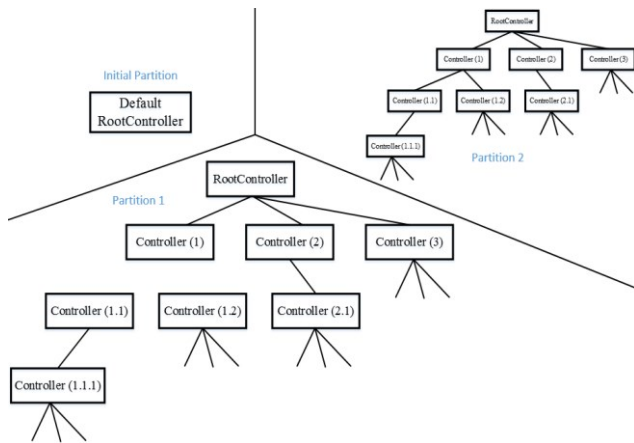 Initial Partition
Default
RootController
RootController
Controller (1)
Controller (2)
Controller (3)
Controller (1.1)
Controller (1.2)
Controller (2.1)
Controller (1.1.1)
Partition 2
Partition 1
RootController
Controller (1)
Controller (2)
Controller (3)
Controller (1.1)
Controller (1.2)
Controller (2.1)
Controller (1.1.1)